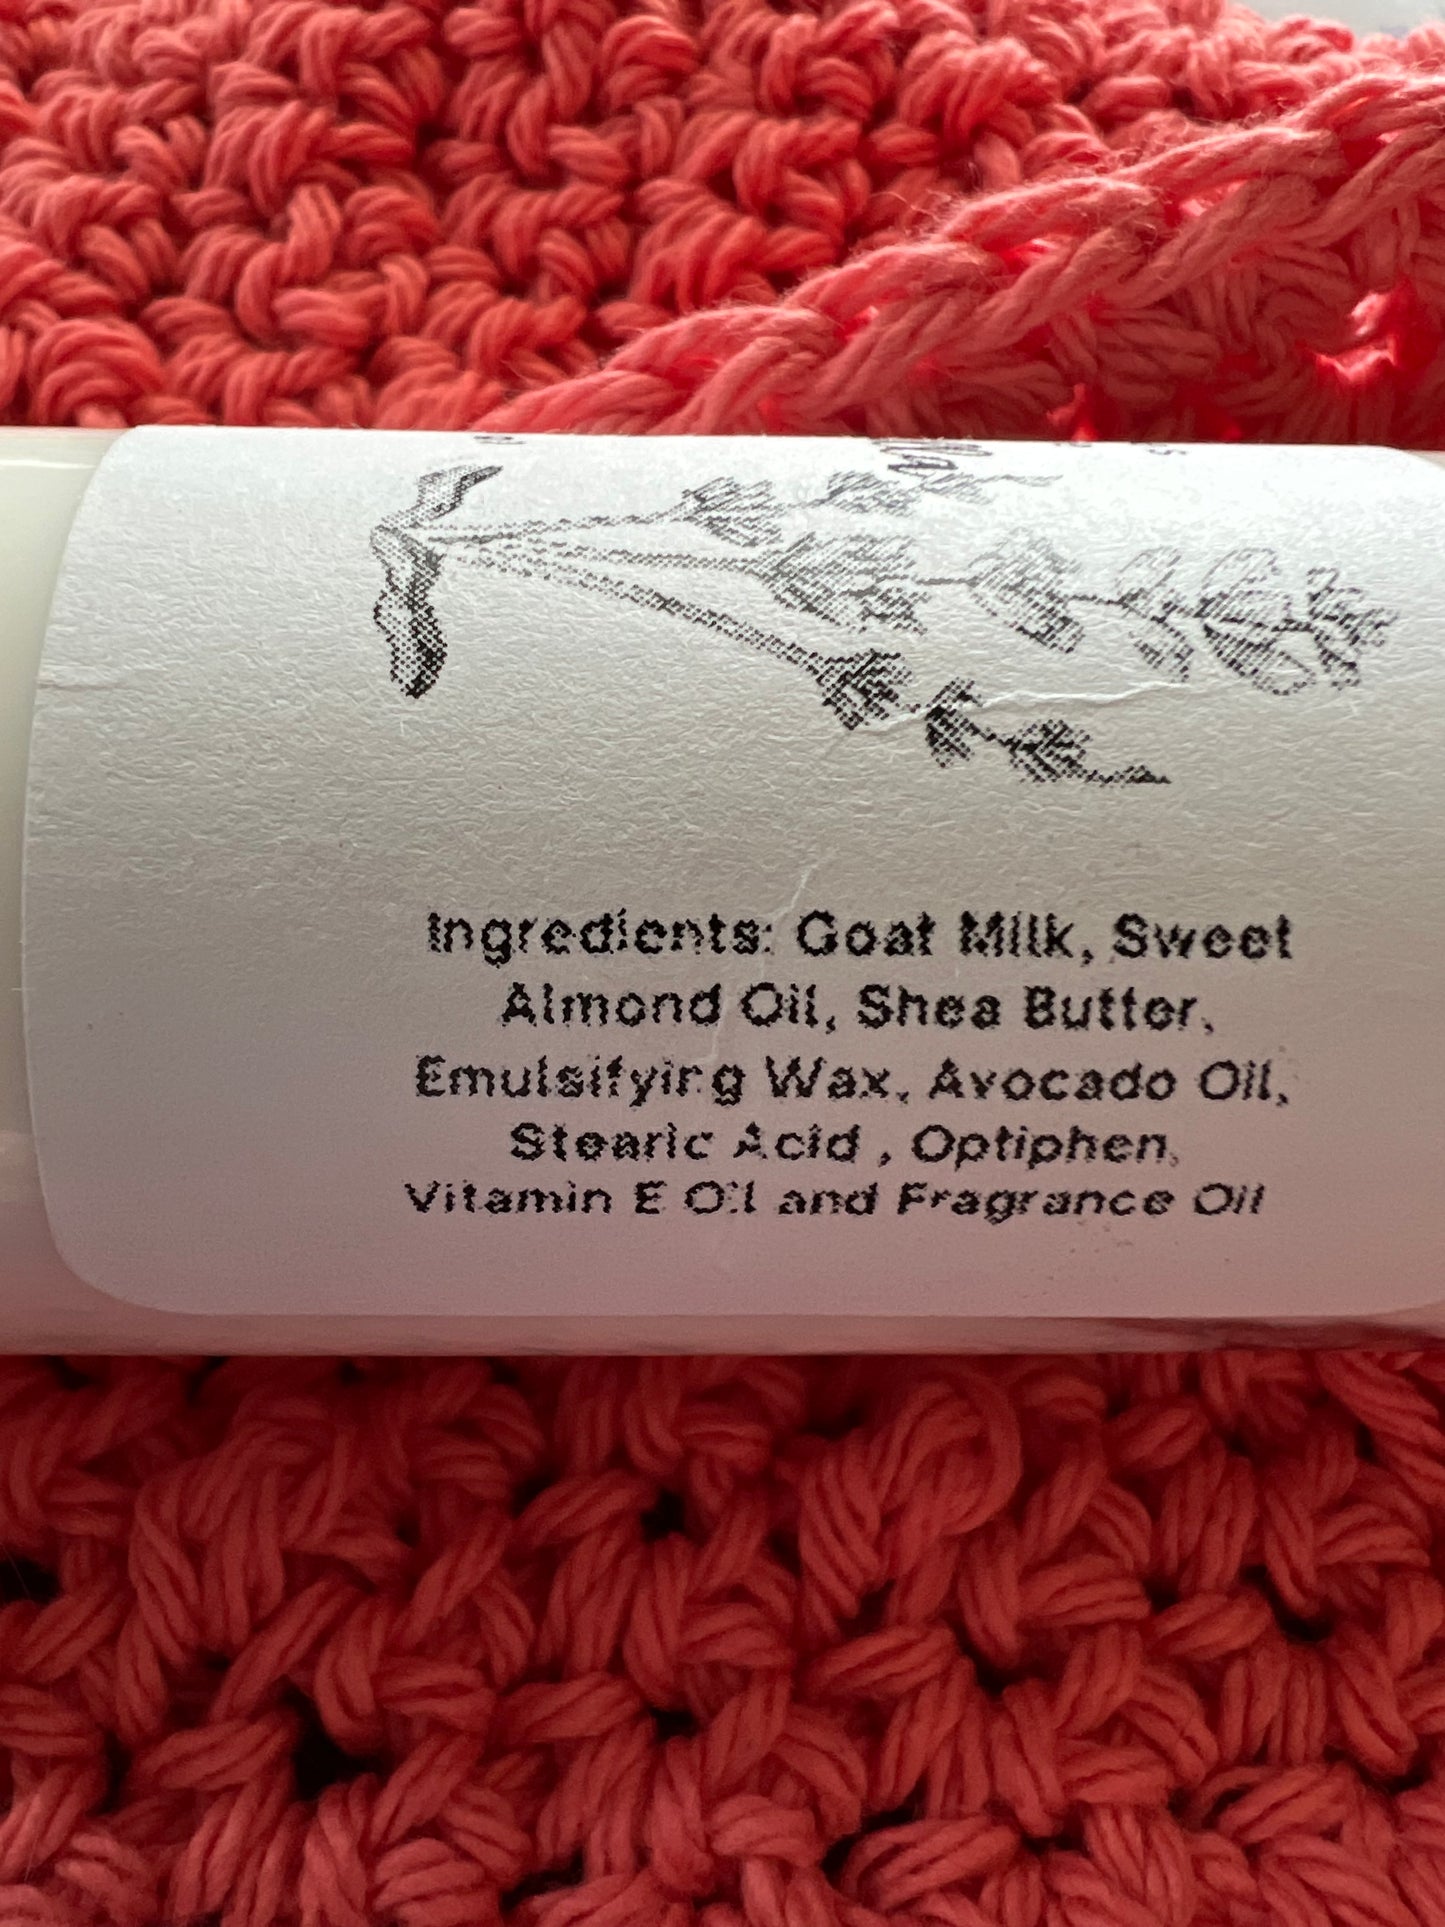 Ingredients: Goat Milk, Sweet
Almond Oil, Shea Butter,
Emulsifying Wax, Avocado Oil,
Stearic Acid , Optiphen,
Vitamin E Oil and Fragrance Oil